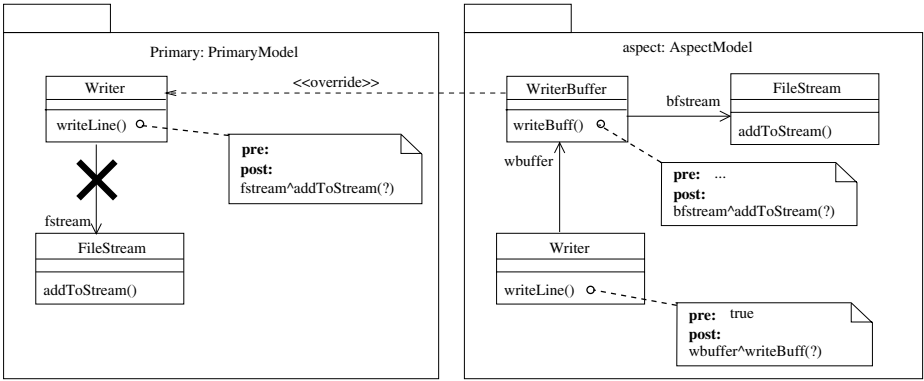 Primary: PrimaryModel
Writer
writeLine()
pre:
post:
fstream^addToStream(?)
fstream
FileStream
addToStream()
<<override>>
aspect: AspectModel
WriterBuffer
writeBuff()
bfstream
FileStream
addToStream()
pre: ...
post:
bfstream^addToStream(?)
wbuffer
Writer
writeLine()
pre: true
post:
wbuffer^writeBuff(?)